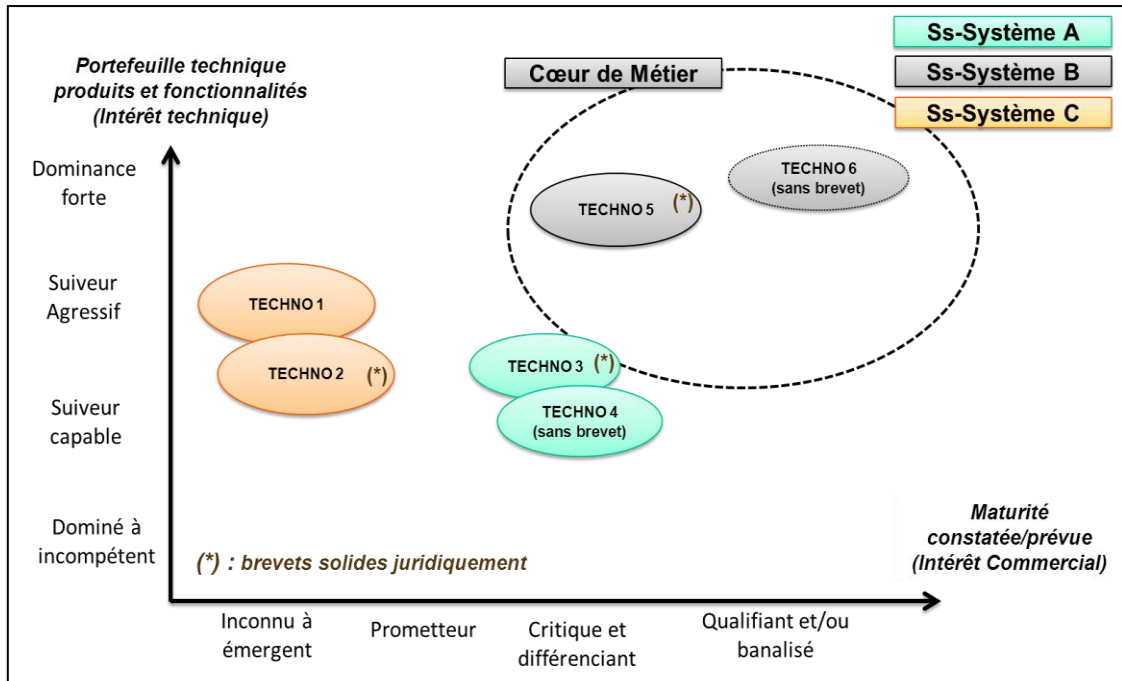 Portefeuille technique
produits et fonctionnalités
(Intérêt technique)
Cœur de Métier
Ss-Système A
Ss-Système B
Ss-Système C
Dominance
forte
TECHNO 6
(sans brevet)
TECHNO 5
(*)
Suiveur
Agressif
TECHNO 1
TECHNO 2
(*)
TECHNO 3
(*)
TECHNO 4
(sans brevet)
Suiveur
capable
Dominé à
incompétent
(*) : brevets solides juridiquement
Maturité
constatée/prévue
(Intérêt Commercial)
Inconnu à
émergent
Prometteur
Critique et
différenciant
Qualifiant et/ou
banalisé